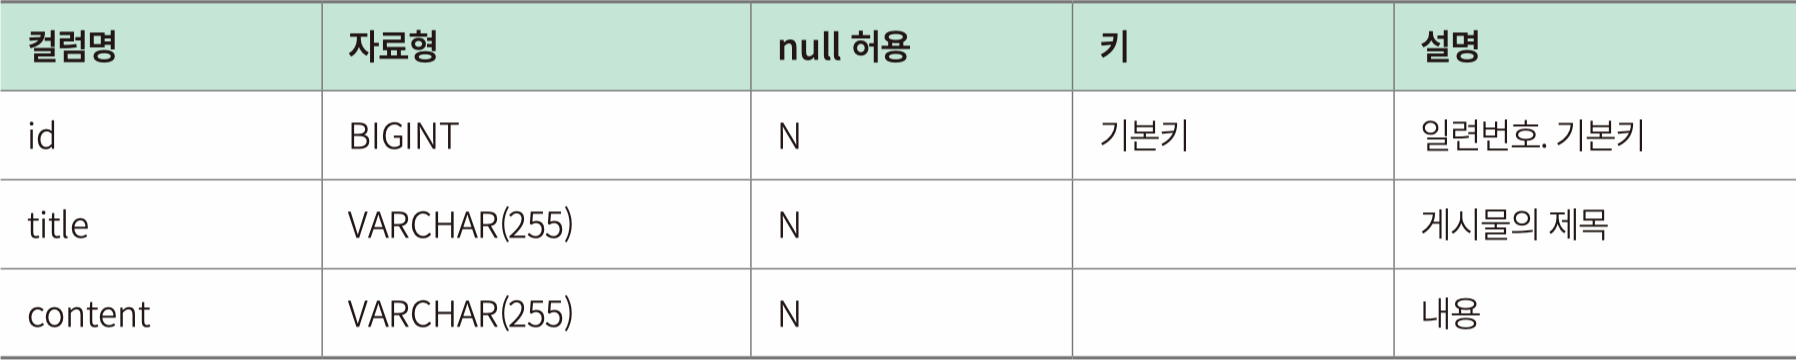 컬럼명 자료형 null 허용 키 설명
id BIGINT N 기본키 일련번호. 기본키
title VARCHAR(255) N 게시물의 제목
content VARCHAR(255) N 내용